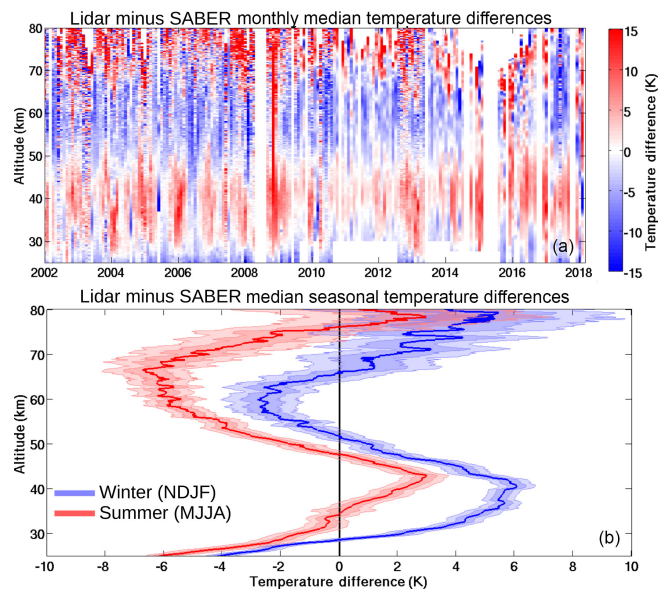 Lidar minus SABER monthly median temperature differences
80
70
60
50
40
30
Altitude (km)
2002 2004 2006 2008 2010 2012 2014 2016 2018
(a)
15
10
5
0
-5
-10
-15
Temperature difference (K)
Lidar minus SABER median seasonal temperature differences
80
70
60
50
40
30
Altitude (km)
Winter (NDJF)
Summer (MJJA)
(b)
-10 -8 -6 -4 -2 0 2 4 6 8 10
Temperature difference (K)